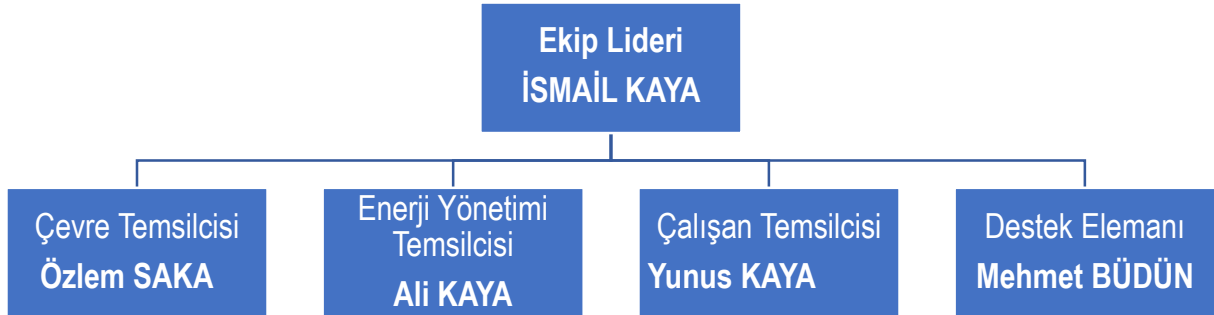 Ekip Lideri
İSMAİL KAYA
Çevre Temsilcisi
Özlem SAKA
Enerji Yönetimi
Temsilcisi
Ali KAYA
Çalışan Temsilcisi
Yunus KAYA
Destek Elemanı
Mehmet BÜDÜN